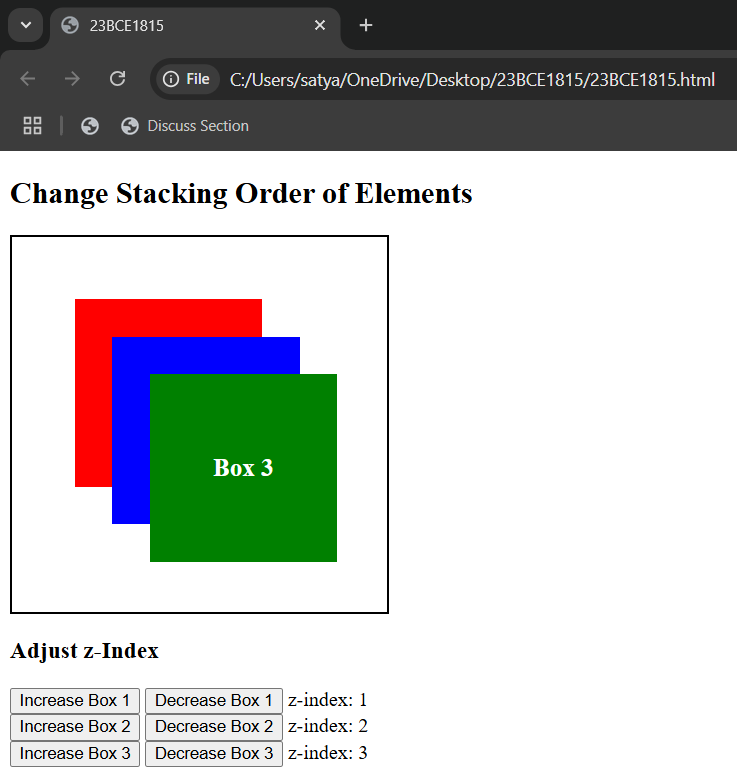 23BCE1815
File C:/Users/satya/OneDrive/Desktop/23BCE1815/23BCE1815.html
Discuss Section
Change Stacking Order of Elements
Box 3
Adjust z-Index
Increase Box 1 Decrease Box 1 z-index: 1
Increase Box 2 Decrease Box 2 z-index: 2
Increase Box 3 Decrease Box 3 z-index: 3